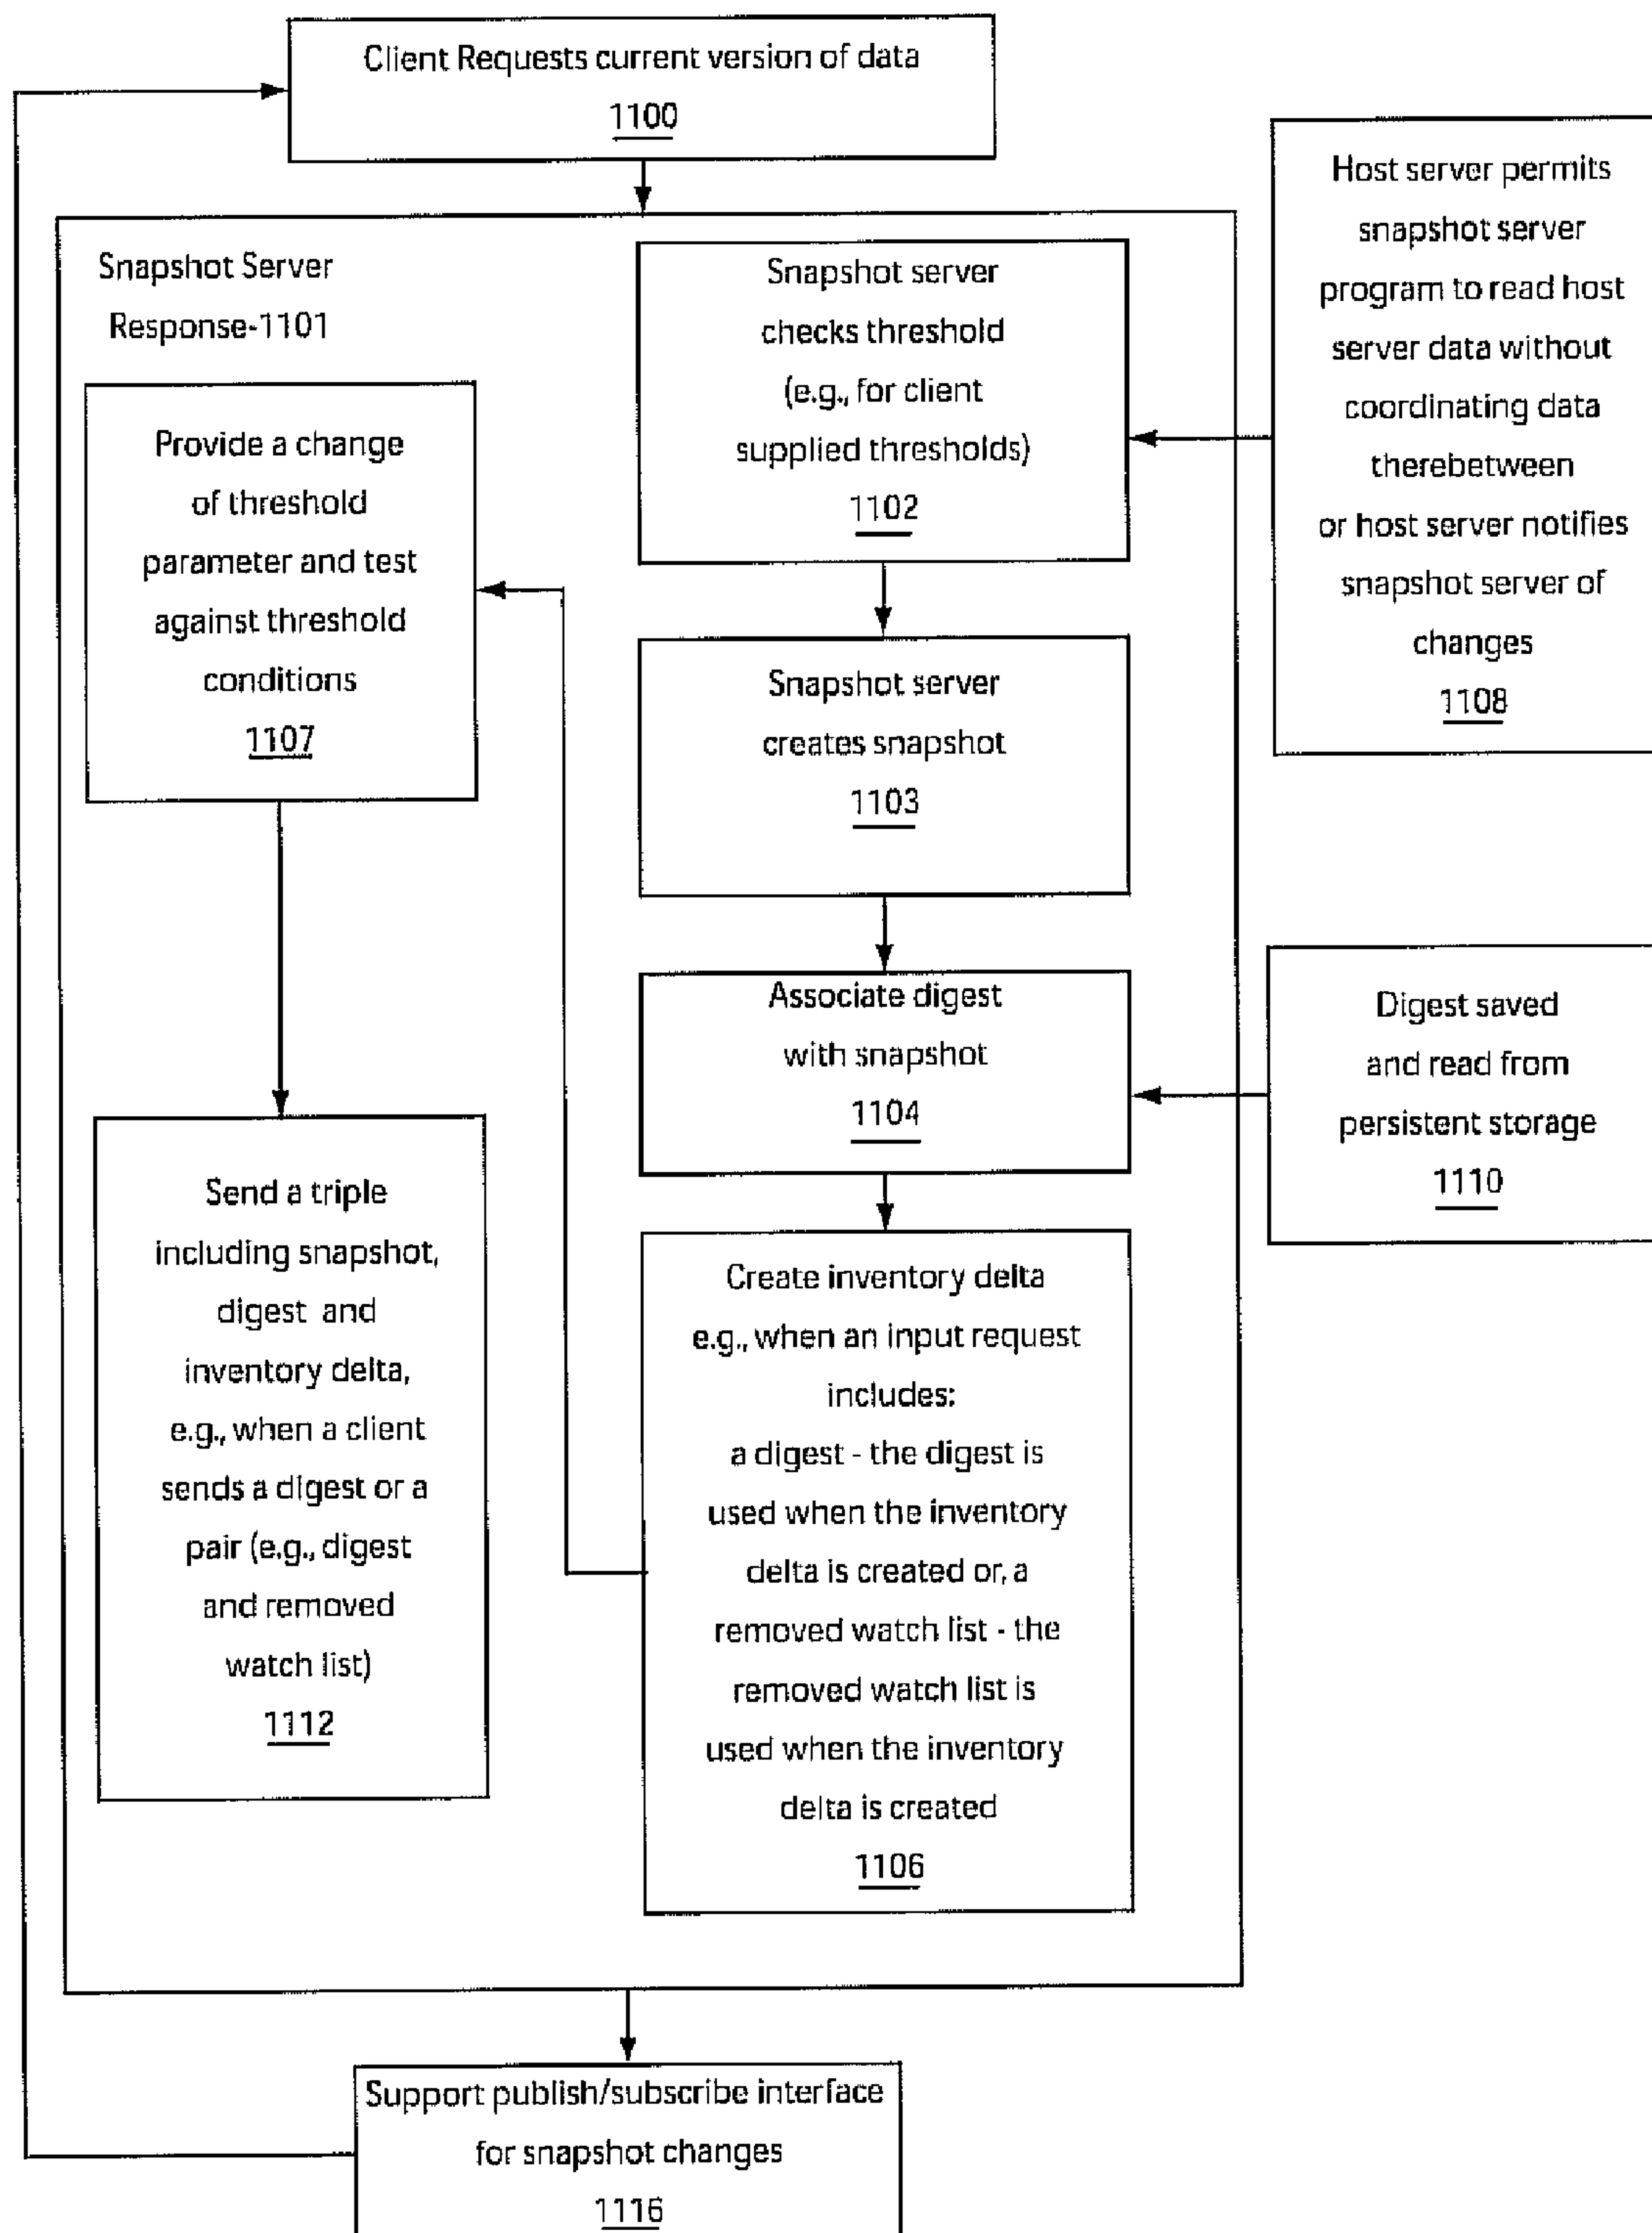 Client Requests current version of data
1100
Snapshot Server
Response-1101
Snapshot server
checks threshold
(e.g., for client
supplied thresholds)
1102
Host server permits
snapshot server
program to read host
server data without
coordinating data
therebetween
or host server notifies
snapshot server of
changes
1108
Provide a change
of threshold
parameter and test
against threshold
conditions
1107
Snapshot server
creates snapshot
1103
Associate digest
with snapshot
1104
Digest saved
and read from
persistent storage
1110
Send a triple
including snapshot,
digest and
inventory delta,
e.g., when a client
sends a digest or a
pair (e.g., digest
and removed
watch list)
1112
Create inventory delta
e.g., when an input request
includes:
a digest - the digest is
used when the inventory
delta is created or, a
removed watch list - the
removed watch list is
used when the inventory
delta is created
1106
Support publish/subscribe interface
for snapshot changes
1116